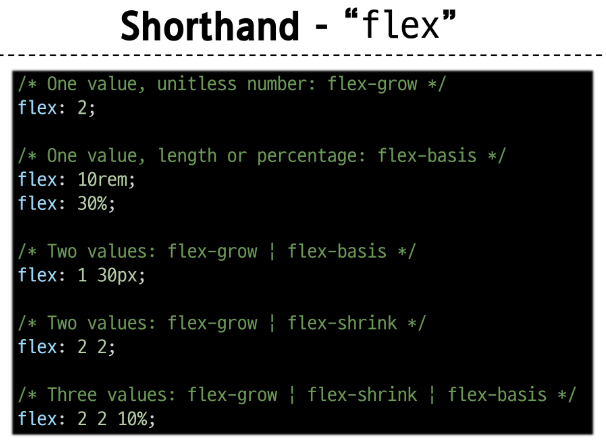 Shorthand - “flex”
/* One value, unitless number: flex-grow */
flex: 2;
/* One value, length or percentage: flex-basis */
flex: 10rem;
flex: 30%;
/* Two values: flex-grow ¦ flex-basis */
flex: 1 30px;
/* Two values: flex-grow ¦ flex-shrink */
flex: 2 2;
/* Three values: flex-grow ¦ flex-shrink ¦ flex-basis */
flex: 2 2 10%;